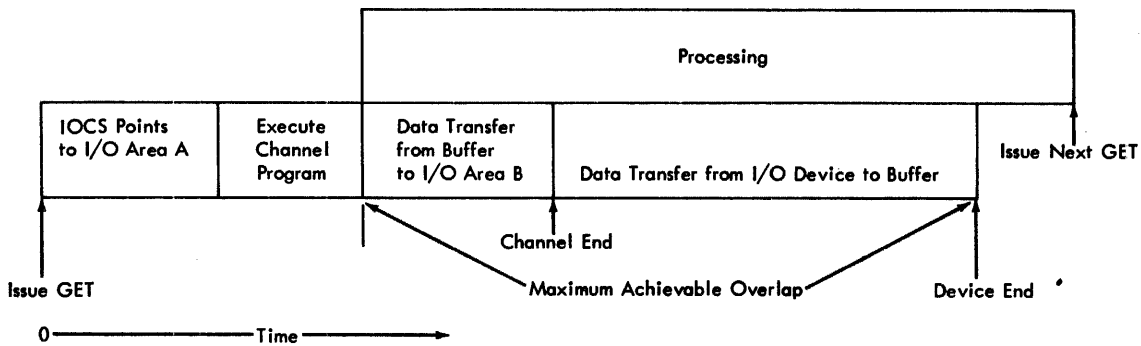 Processing
IOCS Points
to I/O Area A
Execute
Channel
Program
Data Transfer
from Buffer
to I/O Area B
Data Transfer from I/O Device to Buffer
Issue Next GET
Channel End
Issue GET
Maximum Achievable Overlap
Device End
0
Time